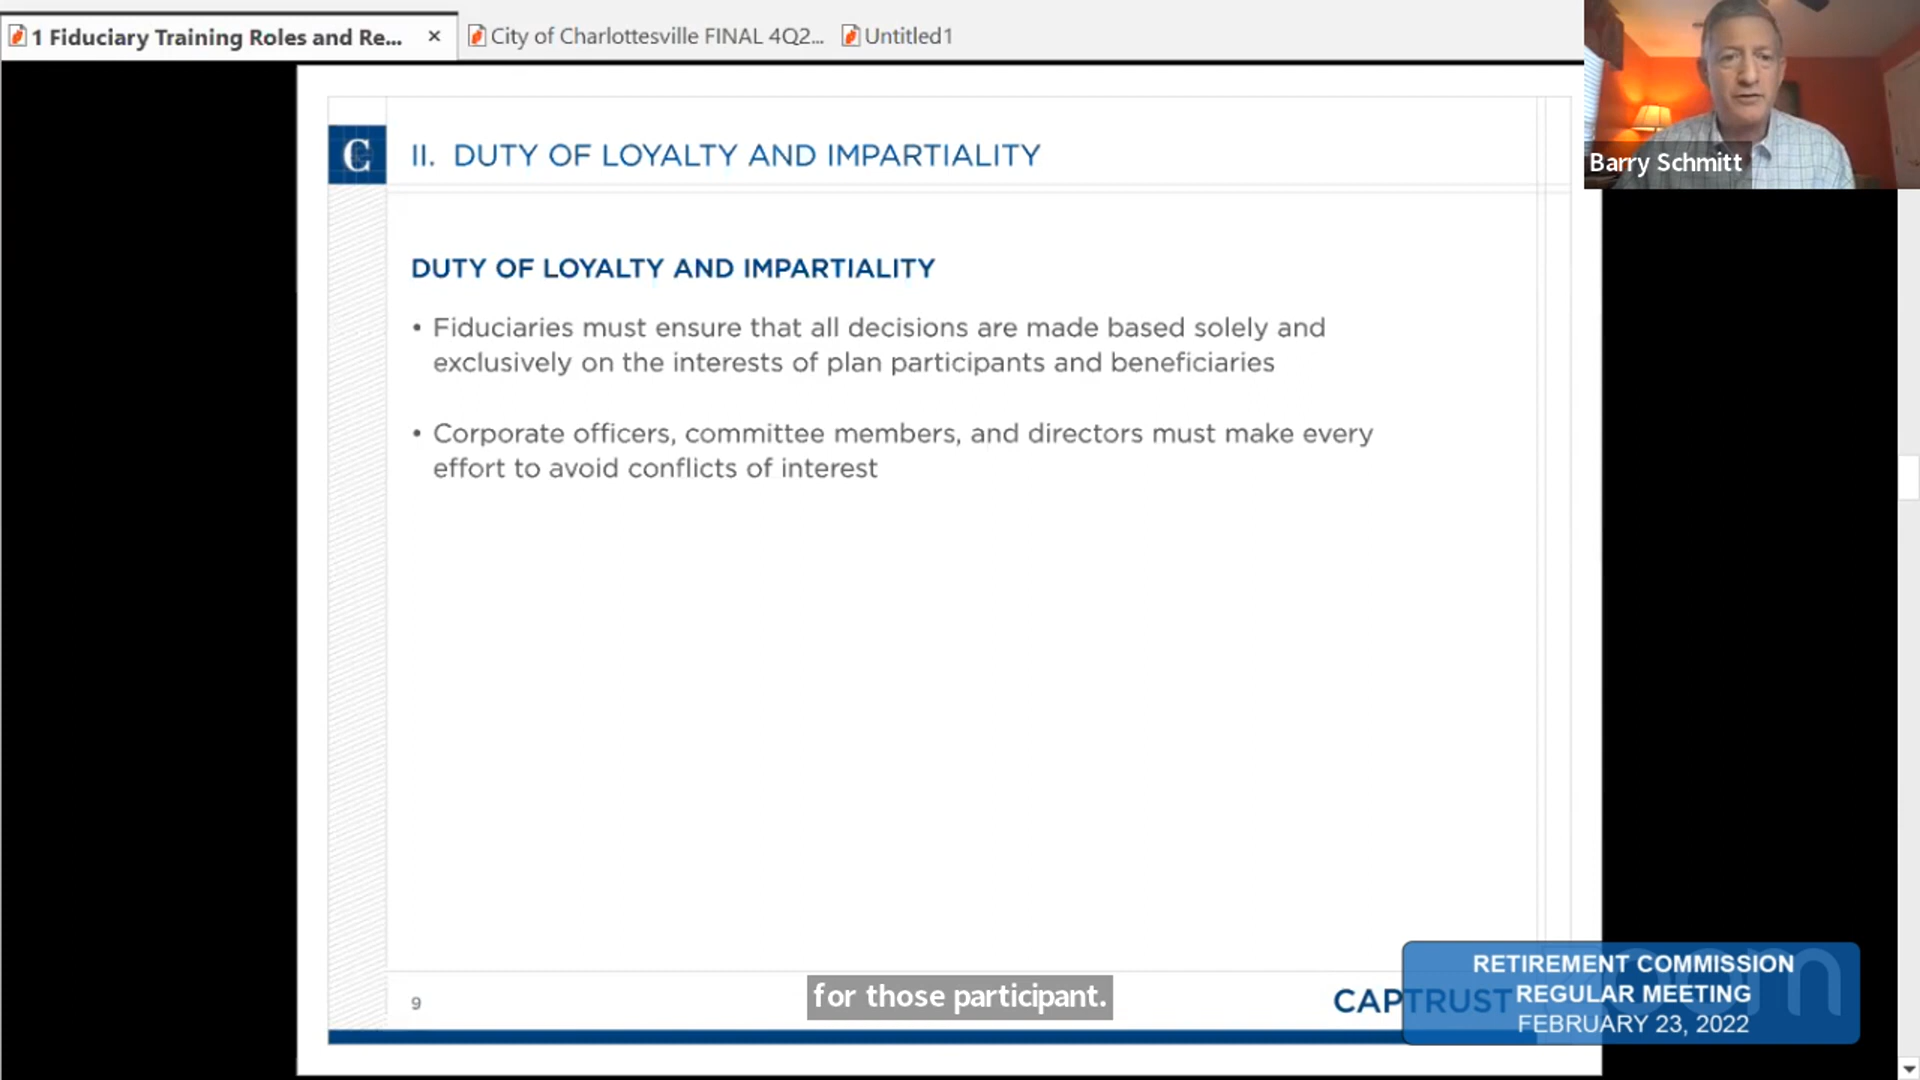 1 Fiduciary Training Roles and Re...
City of Charlottesville FINAL 4Q2...
Untitled1
Barry Schmitt
C
II. DUTY OF LOYALTY AND IMPARTIALITY
DUTY OF LOYALTY AND IMPARTIALITY
• Fiduciaries must ensure that all decisions are made based solely and
exclusively on the interests of plan participants and beneficiaries
• Corporate officers, committee members, and directors must make every
effort to avoid conflicts of interest
9
for those participant.
CAPTRUST
RETIREMENT COMMISSION
REGULAR MEETING
FEBRUARY 23, 2022